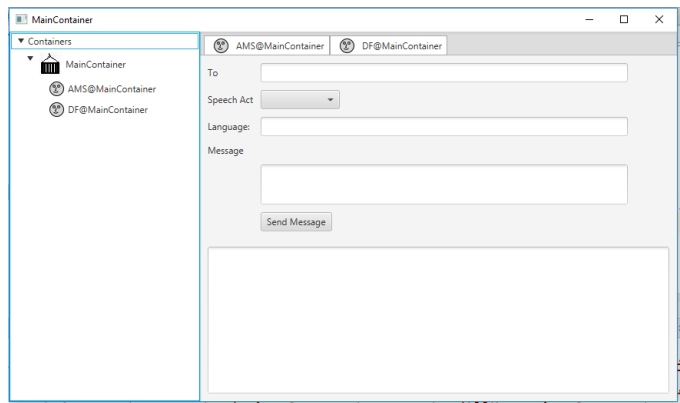 MainContainer
Containers
MainContainer
AMS@MainContainer
DF@MainContainer
AMS@MainContainer DF@MainContainer
To
Speech Act
Language:
Message
Send Message